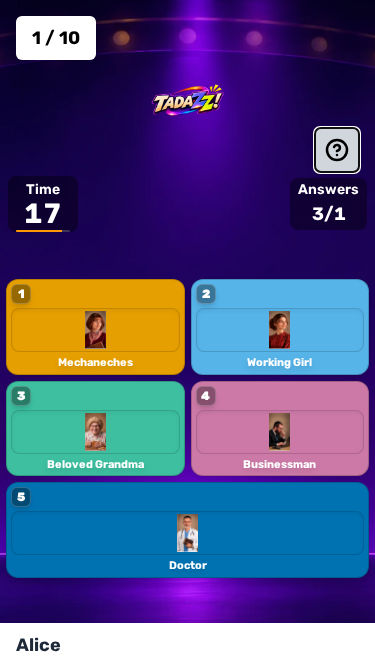 1 / 10
TADAZZ!
Time
17
Answers
3/1
1
Mechaneches
2
Working Girl
3
Beloved Grandma
4
Businessman
5
Doctor
Alice